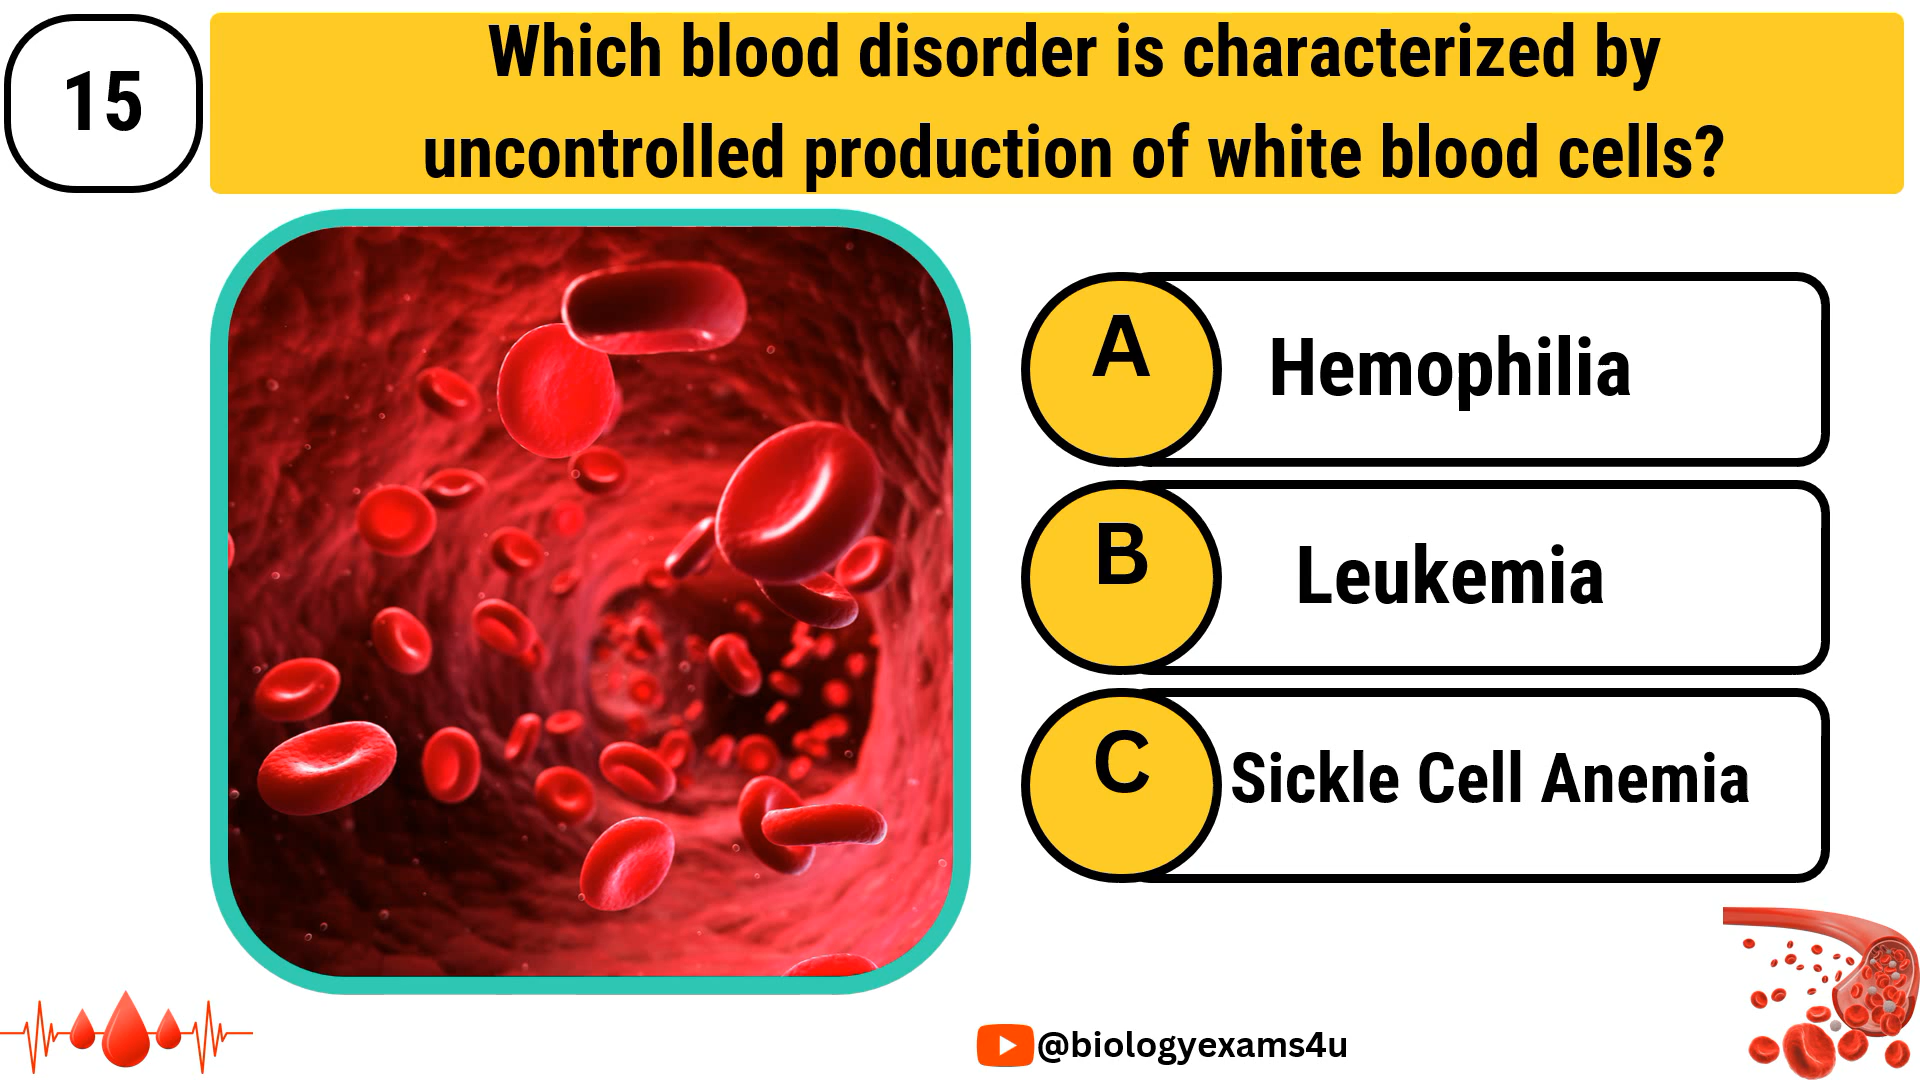 15
Which blood disorder is characterized by
uncontrolled production of white blood cells?
A
Hemophilia
B
Leukemia
C
Sickle Cell Anemia
@biologyexams4u